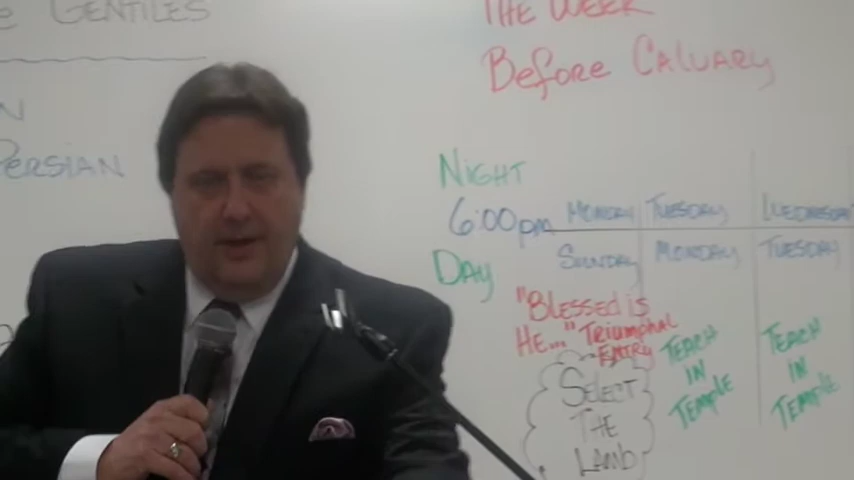 GENTILES
PERSIAN
THE WEEK
BEFORE CALVARY
NIGHT
6:00pm MONDAY TUESDAY WEDNESDAY
DAY SUNDAY MONDAY TUESDAY
"BLESSED IS
HE..." TRIUMPHAL
ENTRY
SELECT
THE
LAMB
TEACH
IN
TEMPLE
TEACH
IN
TEMPLE